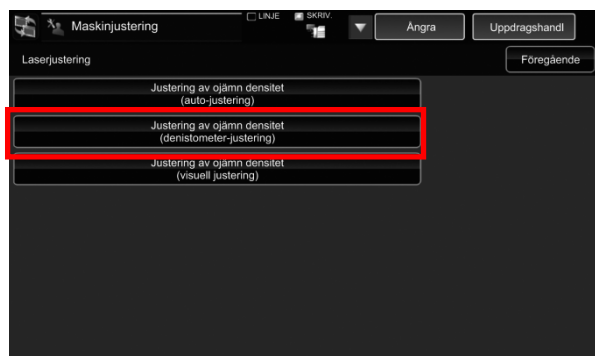 Maskinjustering
LINJE
SKRIV.
Ångra
Uppdragshandl
Laserjustering
Föregående
Justering av ojämn densitet
(auto-justering)
Justering av ojämn densitet
(denistometer-justering)
Justering av ojämn densitet
(visuell justering)